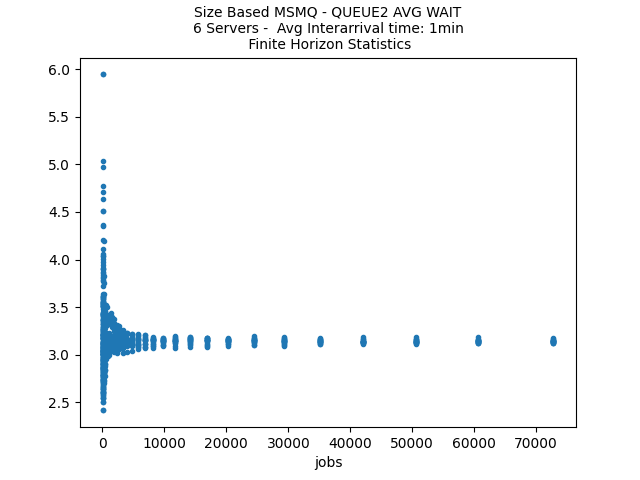 Size Based MSMQ - QUEUE2 AVG WAIT
6 Servers -  Avg Interarrival time: 1min
Finite Horizon Statistics
6.0
5.5
5.0
4.5
4.0
3.5
3.0
2.5
0 10000 20000 30000 40000 50000 60000 70000
jobs